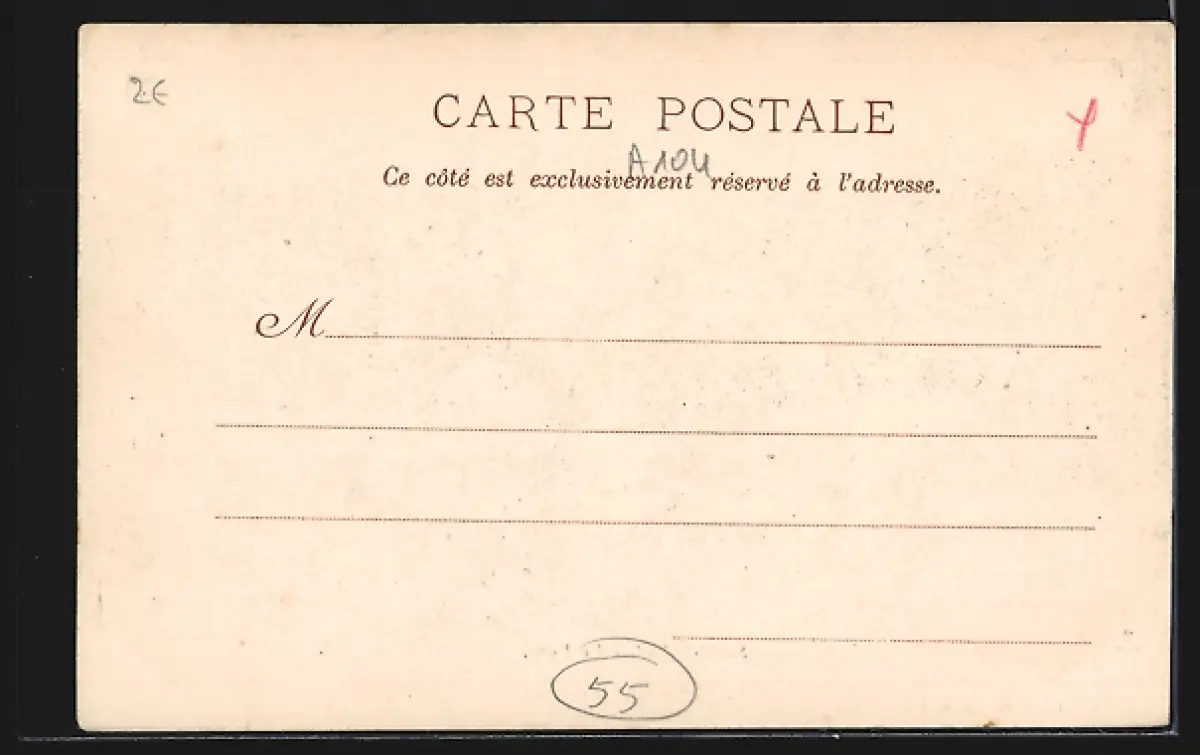 2€
CARTE POSTALE
A104
Ce côté est exclusivement réservé à l'adresse.
M
55